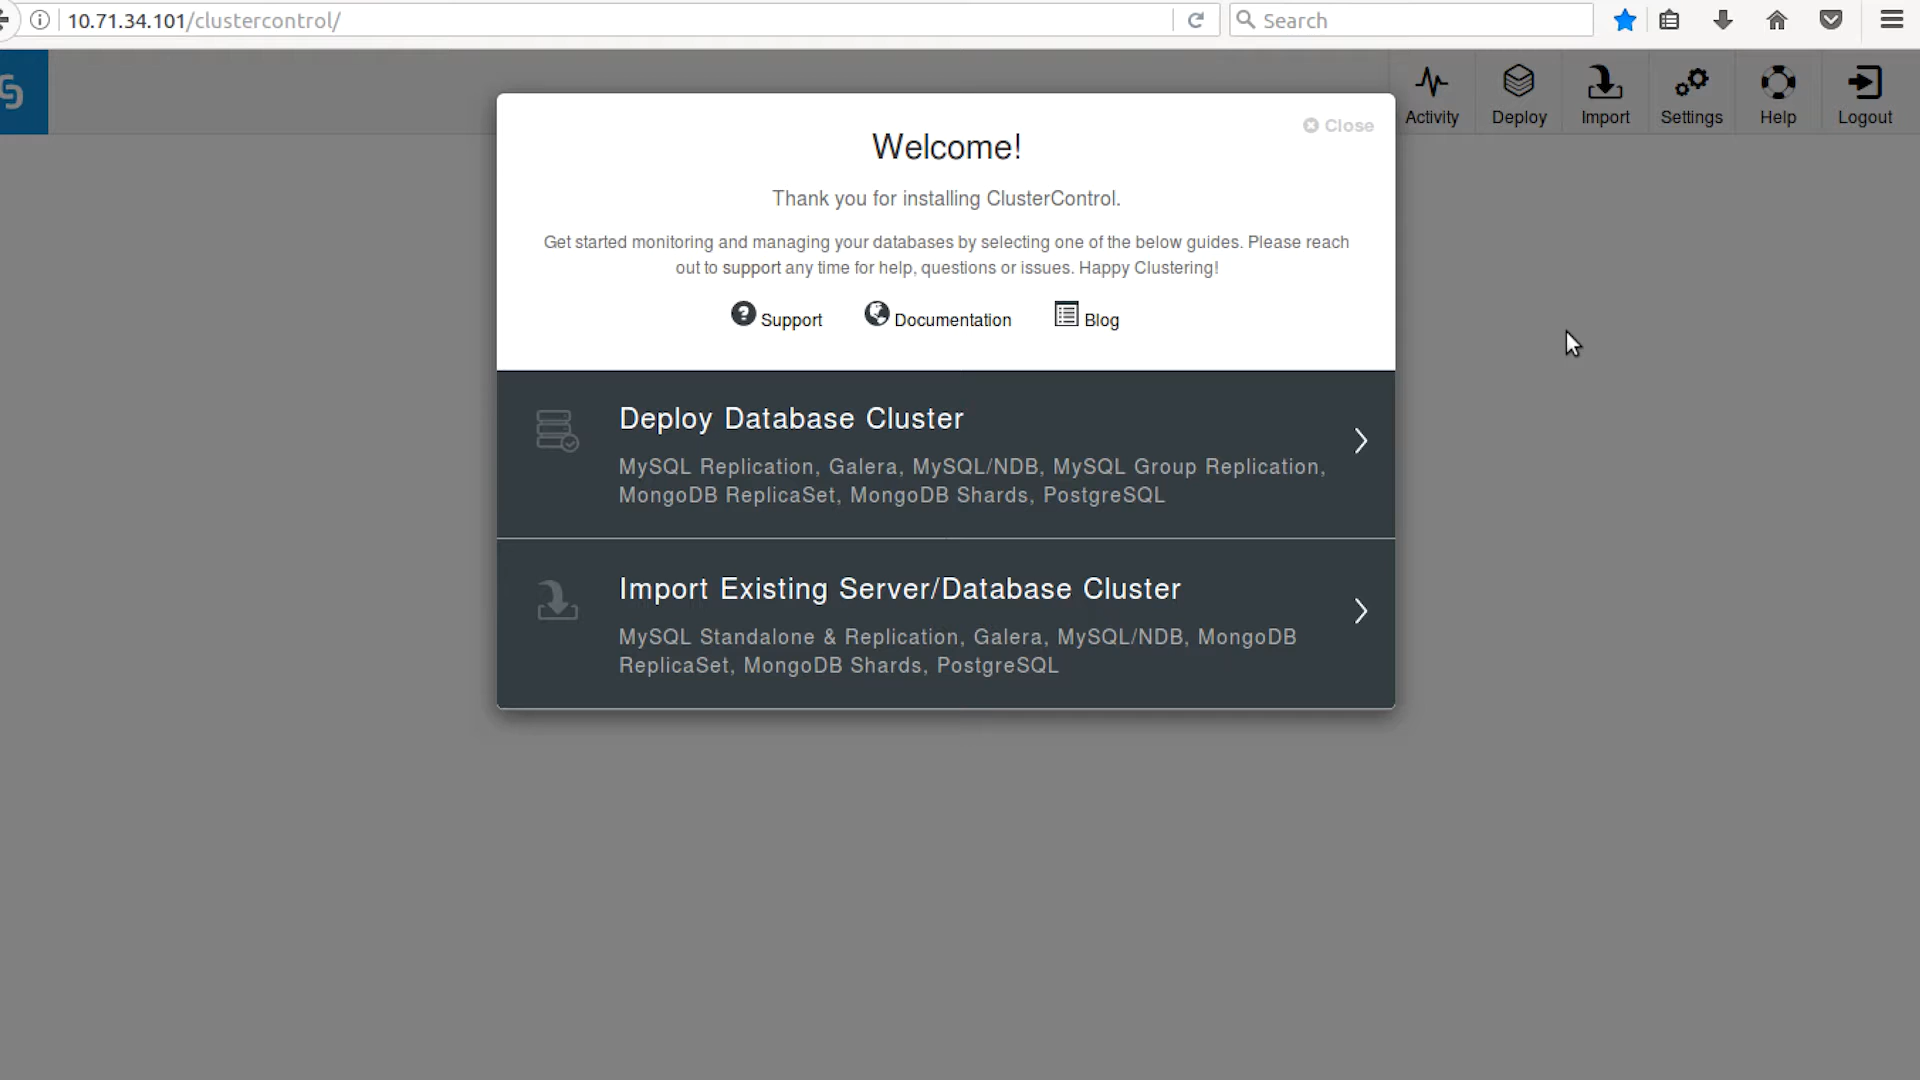 10.71.34.101/clustercontrol/
Search
Activity
Deploy
Import
Settings
Help
Logout
Close
Welcome!
Thank you for installing ClusterControl.
Get started monitoring and managing your databases by selecting one of the below guides. Please reach
out to support any time for help, questions or issues. Happy Clustering!
Support
Documentation
Blog
Deploy Database Cluster
MySQL Replication, Galera, MySQL/NDB, MySQL Group Replication,
MongoDB ReplicaSet, MongoDB Shards, PostgreSQL
Import Existing Server/Database Cluster
MySQL Standalone & Replication, Galera, MySQL/NDB, MongoDB
ReplicaSet, MongoDB Shards, PostgreSQL